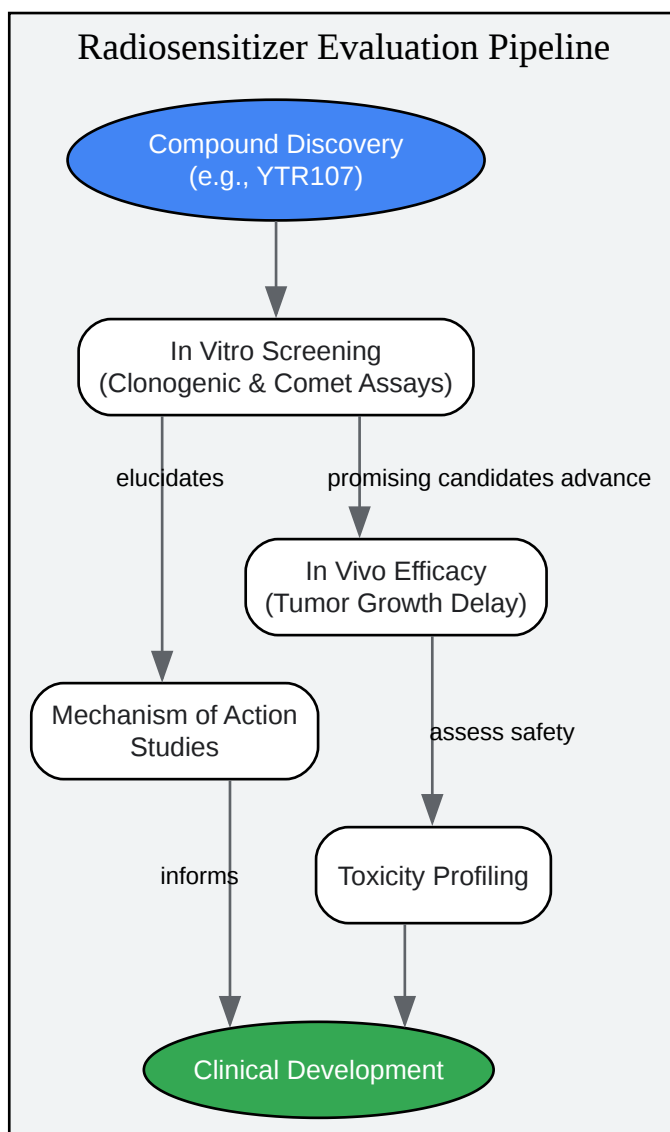 Radiosensitizer Evaluation Pipeline
Compound Discovery
(e.g., YTR107)
In Vitro Screening
(Clonogenic & Comet Assays)
elucidates
promising candidates advance
In Vivo Efficacy
(Tumor Growth Delay)
Mechanism of Action
Studies
assess safety
informs
Toxicity Profiling
Clinical Development